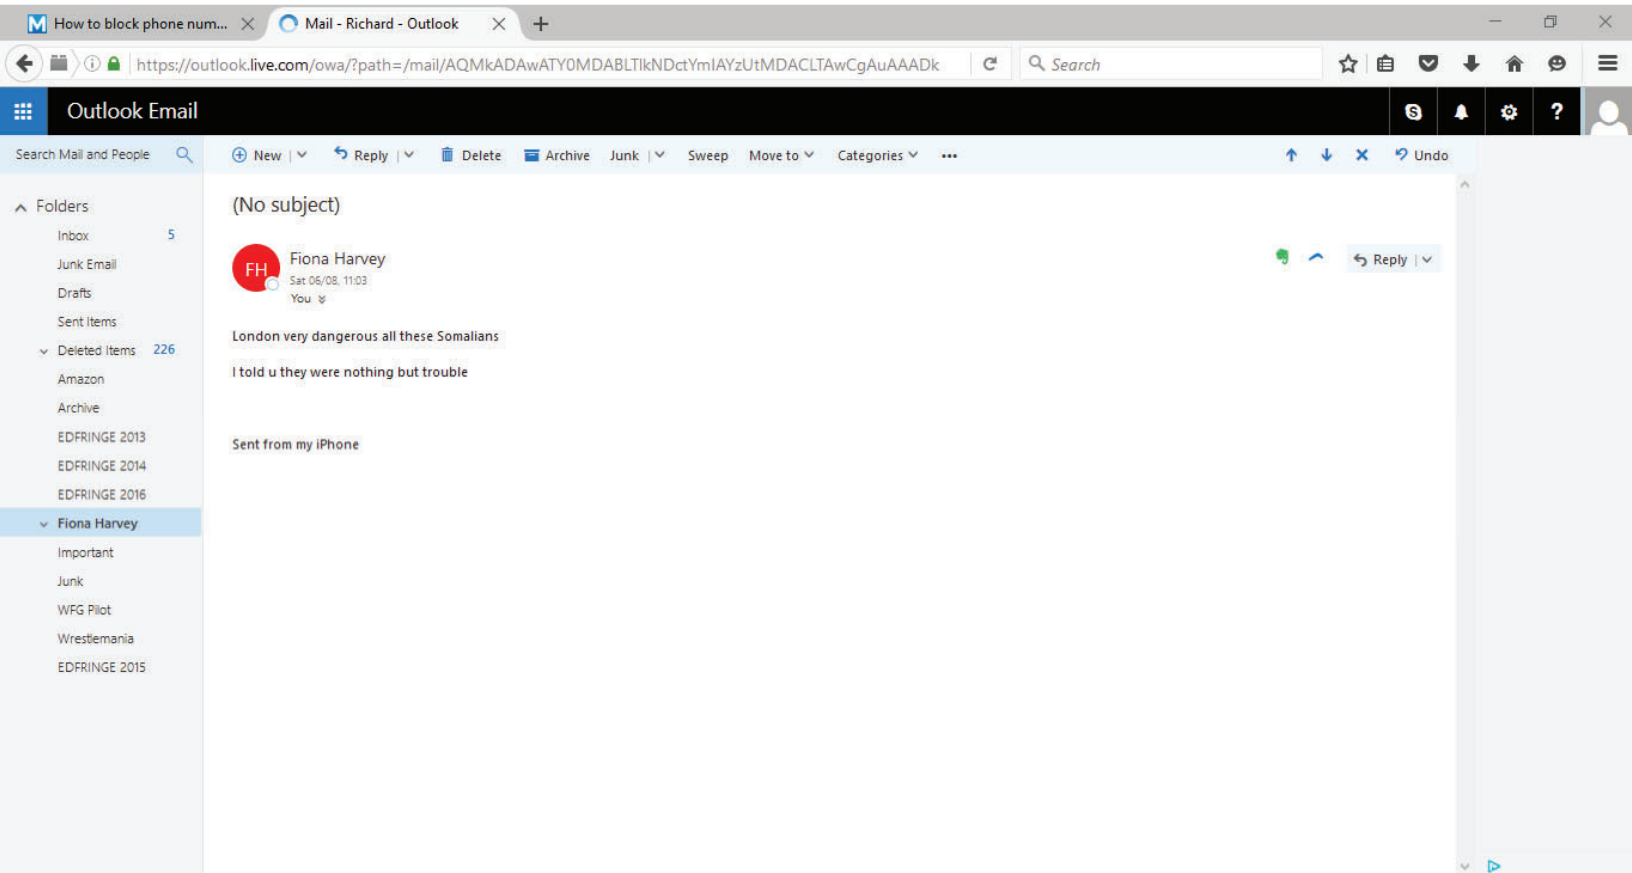 How to block phone num...
Mail - Richard - Outlook
https://outlook.live.com/owa/?path=/mail/AQMkADAwATY0MDABLTlkNDctYmIAYzUtMDACLTAwCgAuAAADk
Search
Outlook Email
Search Mail and People
New
Reply
Delete
Archive
Junk
Sweep
Move to
Categories
Undo
Folders
Inbox 5
Junk Email
Drafts
Sent Items
Deleted Items 226
Amazon
Archive
EDFRINGE 2013
EDFRINGE 2014
EDFRINGE 2016
Fiona Harvey
Important
Junk
WFG Pilot
Wrestlemania
EDFRINGE 2015
(No subject)
FH
Fiona Harvey
Sat 06/08, 11:03
You
Reply
London very dangerous all these Somalians
I told u they were nothing but trouble
Sent from my iPhone